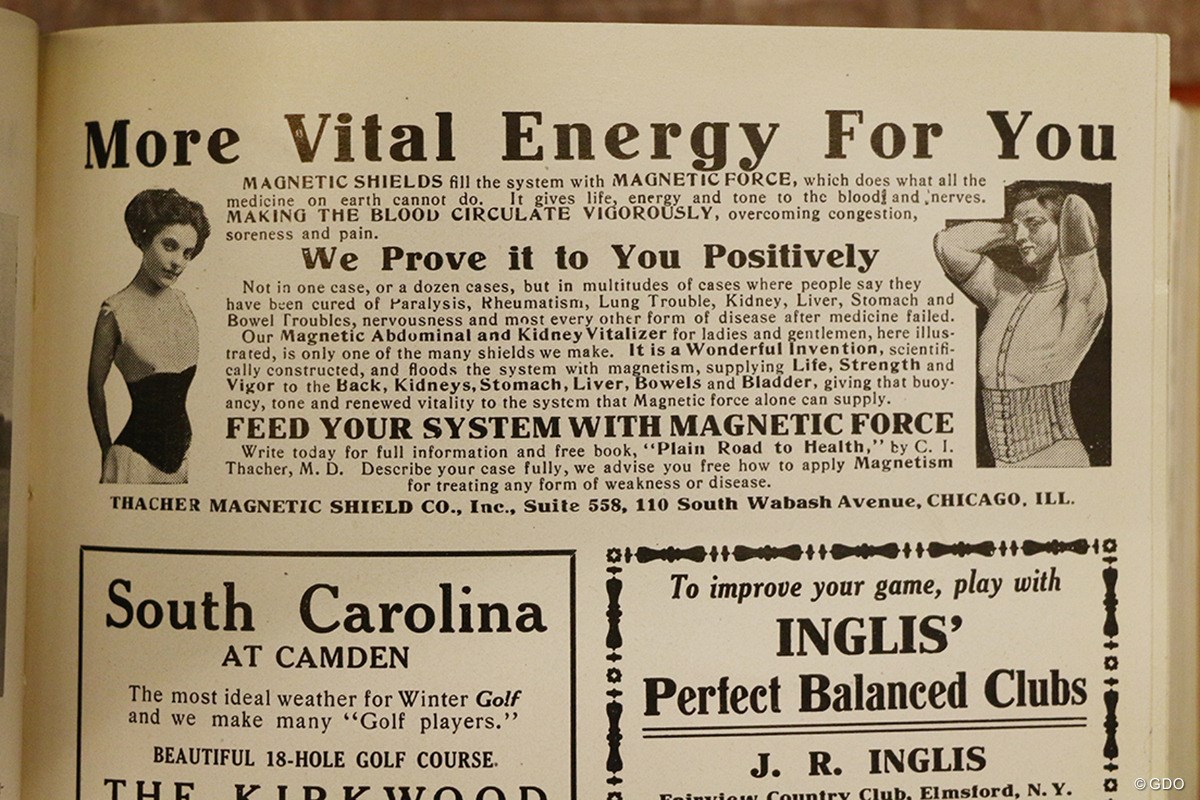 More Vital Energy For You
MAGNETIC SHIELDS fill the system with MAGNETIC FORCE, which does what all the
medicine on earth cannot do. It gives life, energy and tone to the blood and nerves.
MAKING THE BLOOD CIRCULATE VIGOROUSLY, overcoming congestion,
soreness and pain.
We Prove it to You Positively
Not in one case, or a dozen cases, but in multitudes of cases where people say they
have been cured of Paralysis, Rheumatism, Lung Trouble, Kidney, Liver, Stomach and
Bowel Troubles, nervousness and most every other form of disease after medicine failed.
Our Magnetic Abdominal and Kidney Vitalizer for ladies and gentlemen, here illus-
trated, is only one of the many shields we make. It is a Wonderful Invention, scientifi-
cally constructed, and floods the system with magnetism, supplying Life, Strength and
Vigor to the Back, Kidneys, Stomach, Liver, Bowels and Bladder, giving that buoy-
ancy, tone and renewed vitality to the system that Magnetic force alone can supply.
FEED YOUR SYSTEM WITH MAGNETIC FORCE
Write today for full information and free book, "Plain Road to Health," by C. I.
Thacher, M. D. Describe your case fully, we advise you free how to apply Magnetism
for treating any form of weakness or disease.
THACHER MAGNETIC SHIELD CO., Inc., Suite 558, 110 South Wabash Avenue, CHICAGO, ILL.
South Carolina
AT CAMDEN
The most ideal weather for Winter Golf
and we make many "Golf players."
BEAUTIFUL 18-HOLE GOLF COURSE.
THE KIRKWOOD
To improve your game, play with
INGLIS'
Perfect Balanced Clubs
J. R. INGLIS
Fairview Country Club, Elmsford, N. Y.
© GDO